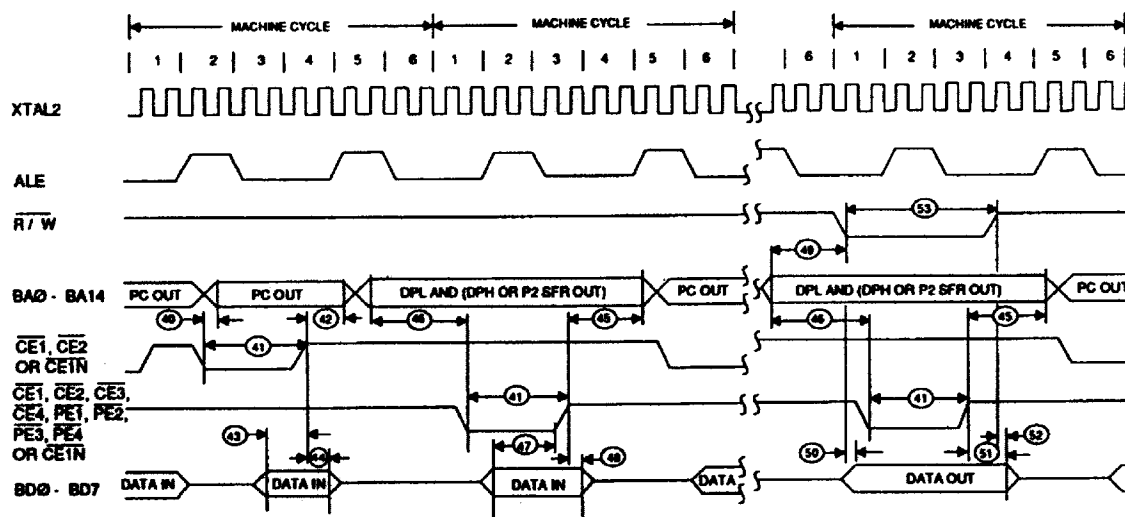 MACHINE CYCLE MACHINE CYCLE MACHINE CYCLE
1 2 3 4 5 6 1 2 3 4 5 6 6 1 2 3 4 5 6
XTAL2
ALE
R / W 53
49
BAØ - BA14 PC OUT PC OUT DPL AND (DPH OR P2 SFR OUT) PC OUT DPL AND (DPH OR P2 SFR OUT) PC OUT
40 42 46 45 46 45
CE1, CE2
OR CE1N 41
CE1, CE2, CE3,
CE4, PE1, PE2, 41 41
PE3, PE4
OR CE1N
43 47 52
44 48 50 51
BDØ - BD7 DATA IN DATA IN DATA IN DATA DATA OUT